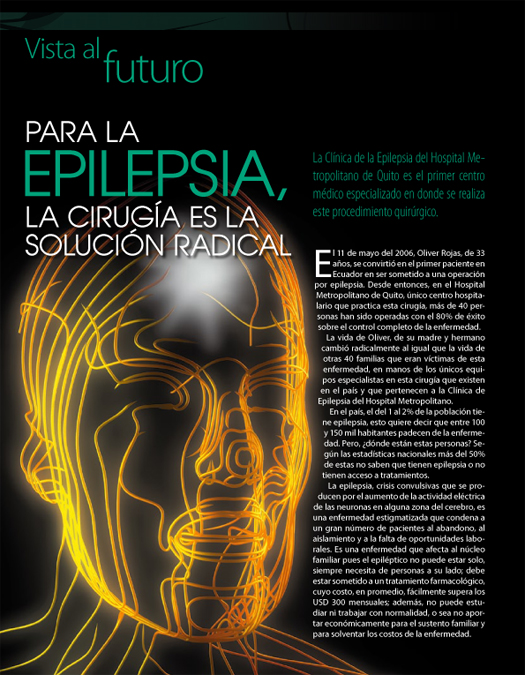 Vista al
futuro
PARA LA
EPILEPSIA,
LA CIRUGÍA ES LA
SOLUCIÓN RADICAL
La Clínica de la Epilepsia del Hospital Me-
tropolitano de Quito es el primer centro
médico especializado en donde se realiza
este procedimiento quirúrgico.
El 11 de mayo del 2006, Oliver Rojas, de 33
años, se convirtió en el primer paciente en
Ecuador en ser sometido a una operación
por epilepsia. Desde entonces, en el Hospital
Metropolitano de Quito, único centro hospita-
lario que practica esta cirugía, más de 40 per-
sonas han sido operadas con el 80% de éxito
sobre el control completo de la enfermedad.
La vida de Oliver, de su madre y hermano
cambió radicalmente al igual que la vida de
otras 40 familias que eran víctimas de esta
enfermedad, en manos de los únicos equi-
pos especialistas en esta cirugía que existen
en el país y que pertenecen a la Clínica de
Epilepsia del Hospital Metropolitano.
En el país, el del 1 al 2% de la población tie-
ne epilepsia, esto quiere decir que entre 100
y 150 mil habitantes padecen de la enferme-
dad. Pero, ¿dónde están estas personas? Se-
gún las estadísticas nacionales más del 50%
de estas no saben que tienen epilepsia o no
tienen acceso a tratamientos.
La epilepsia, crisis convulsivas que se pro-
ducen por el aumento de la actividad eléctrica
de las neuronas en alguna zona del cerebro, es
una enfermedad estigmatizada que condena a
un gran número de pacientes al abandono, al
aislamiento y a la falta de oportunidades labo-
rales. Es una enfermedad que afecta al núcleo
familiar pues el epiléptico no puede estar solo,
siempre necesita de personas a su lado; debe
estar sometido a un tratamiento farmacológico,
cuyo costo, en promedio, fácilmente supera los
USD 300 mensuales; además, no puede estu-
diar ni trabajar con normalidad, o sea no apor-
tar económicamente para el sustento familiar y
para solventar los costos de la enfermedad.